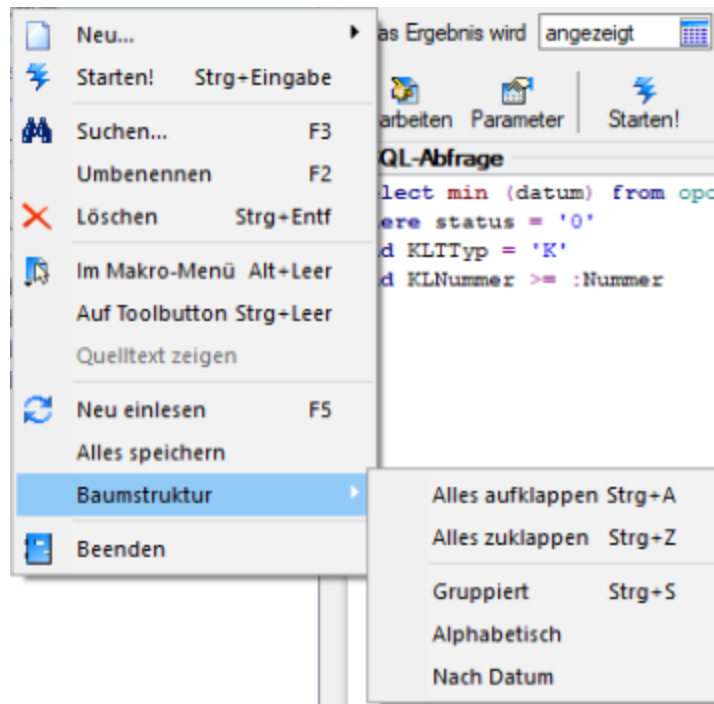 Neu...
Starten! Strg+Eingabe
Suchen... F3
Umbenennen F2
Löschen Strg+Entf
Im Makro-Menü Alt+Leer
Auf Toolbutton Strg+Leer
Quelltext zeigen
Neu einlesen F5
Alles speichern
Baumstruktur
Beenden
as Ergebnis wird angezeigt
arbeiten Parameter Starten!
QL-Abfrage
lect min (datum) from opo
ere status = '0'
d KLTTyp = 'K'
d KLNummer >= :Nummer
Alles aufklappen Strg+A
Alles zuklappen Strg+Z
Gruppiert Strg+S
Alphabetisch
Nach Datum